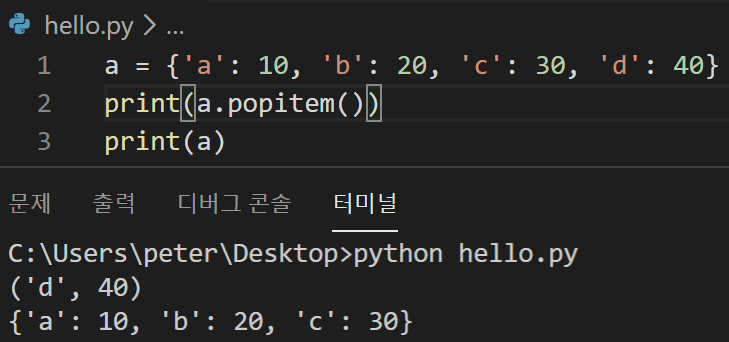 hello.py > ...
1 a = {'a': 10, 'b': 20, 'c': 30, 'd': 40}
2 print(a.popitem())
3 print(a)
문제 출력 디버그 콘솔 터미널
C:\Users\peter\Desktop>python hello.py
('d', 40)
{'a': 10, 'b': 20, 'c': 30}